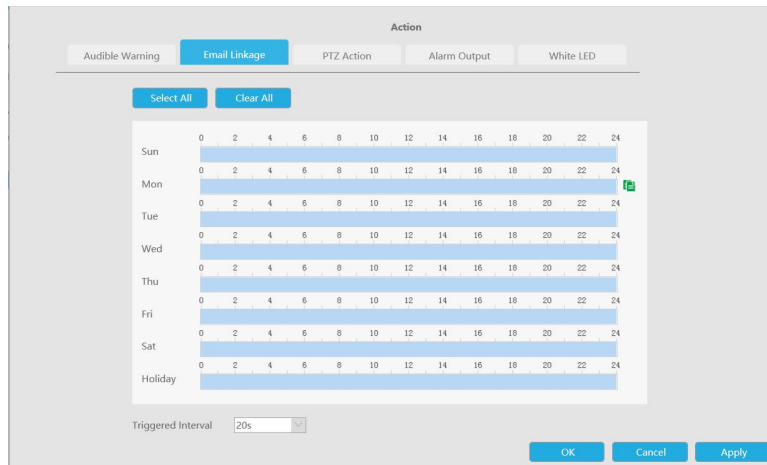 Action
Audible Warning Email Linkage PTZ Action Alarm Output White LED
Select All Clear All
0 2 4 6 8 10 12 14 16 18 20 22 24
Sun
0 2 4 6 8 10 12 14 16 18 20 22 24
Mon
0 2 4 6 8 10 12 14 16 18 20 22 24
Tue
0 2 4 6 8 10 12 14 16 18 20 22 24
Wed
0 2 4 6 8 10 12 14 16 18 20 22 24
Thu
0 2 4 6 8 10 12 14 16 18 20 22 24
Fri
0 2 4 6 8 10 12 14 16 18 20 22 24
Sat
0 2 4 6 8 10 12 14 16 18 20 22 24
Holiday
Triggered Interval 20s
OK Cancel Apply